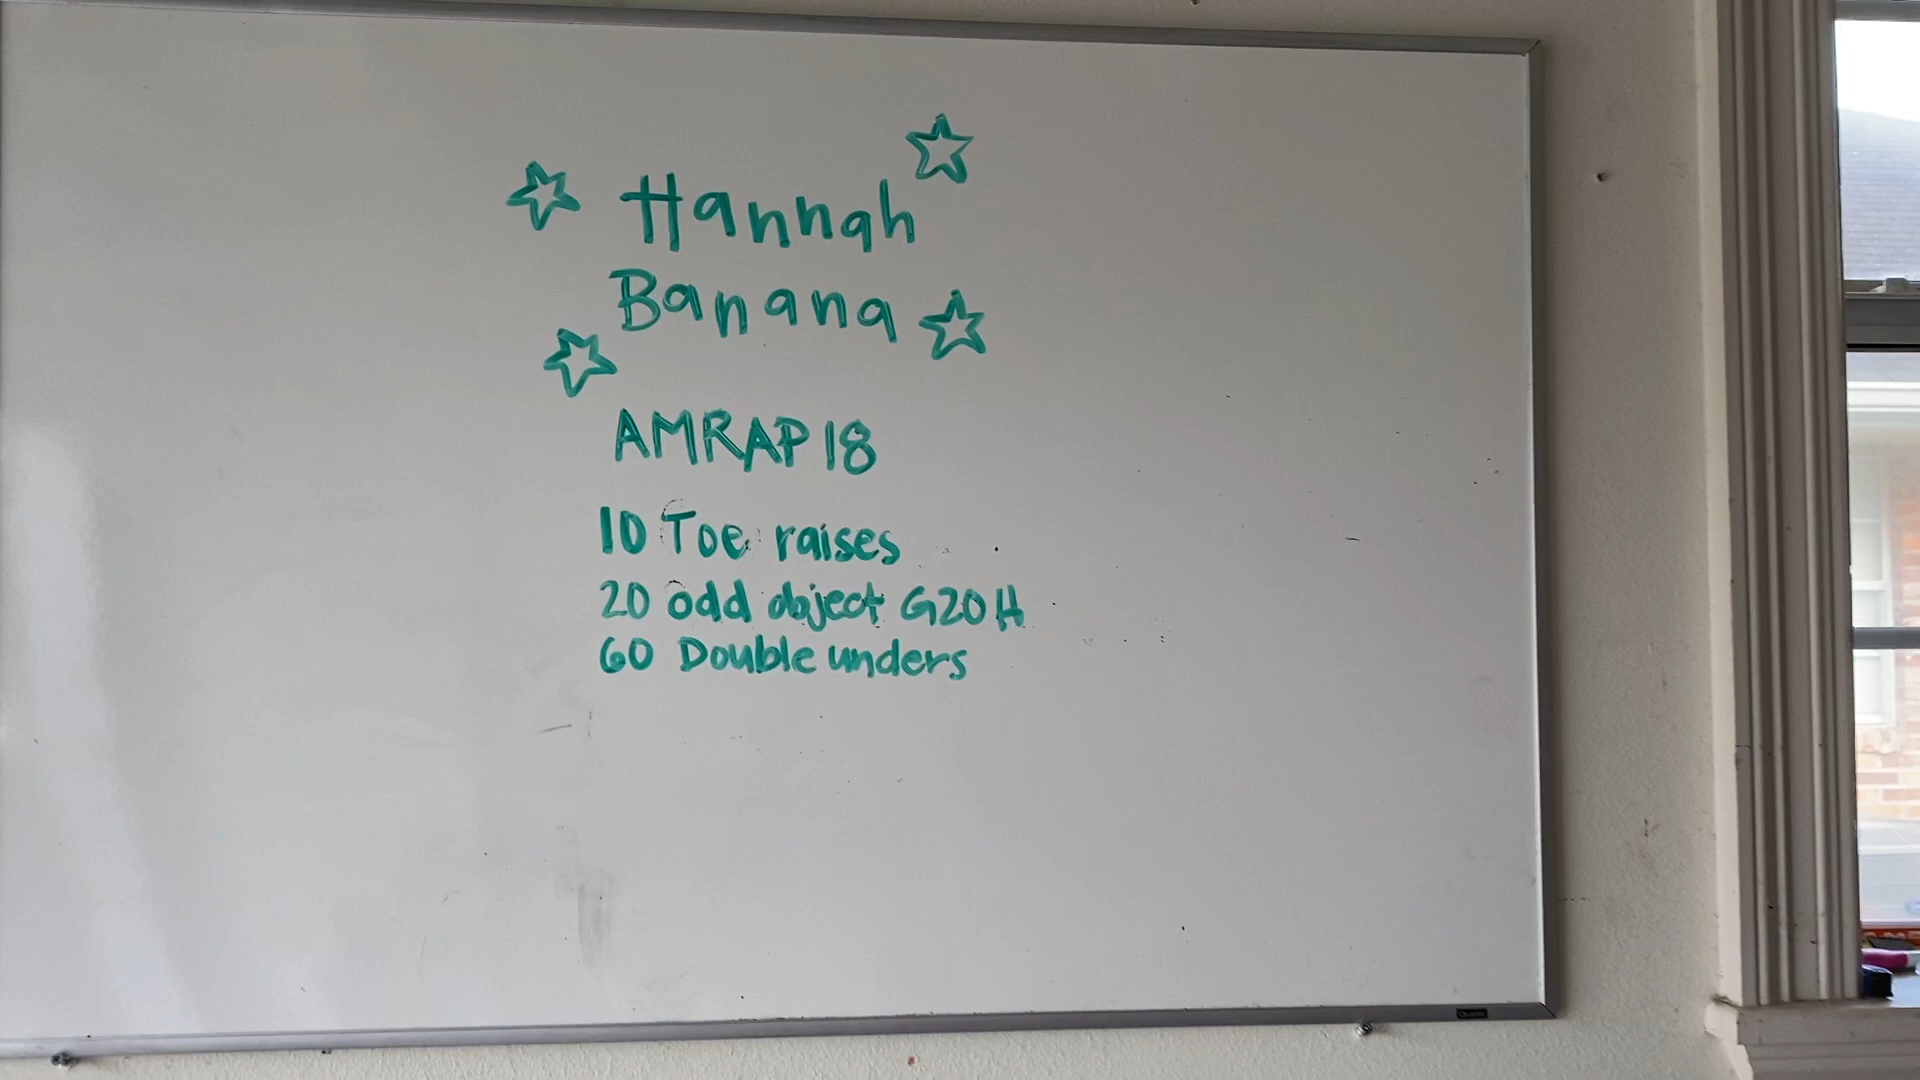 Hannah
Banana
AMRAP 18
10 Toe raises
20 odd object G2OH
60 Double unders